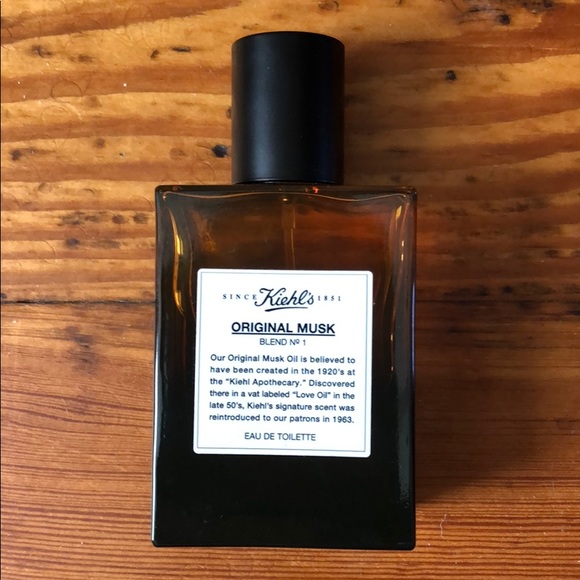 SINCE Kiehl's 1851
ORIGINAL MUSK
BLEND Nº 1
Our Original Musk Oil is believed to
have been created in the 1920's at
the "Kiehl Apothecary." Discovered
there in a vat labeled "Love Oil" in the
late 50's, Kiehl's signature scent was
reintroduced to our patrons in 1963.
EAU DE TOILETTE